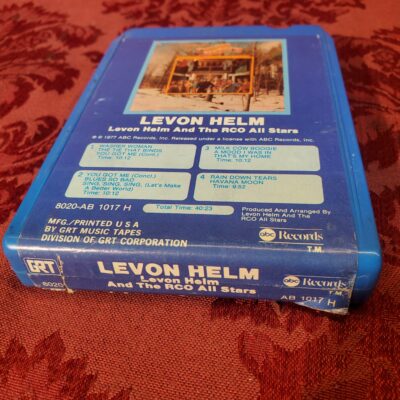 LEVON HELM
Levon Helm And The RCO All Stars
© ℗ 1977 ABC Records, Inc. Released under a license with ABC Records, Inc.
1 WASHER WOMAN
THE TIE THAT BINDS
YOU GOT ME (Cont.)
Time: 10:12
3 MILK COW BOOGIE
A MOOD I WAS IN
THAT'S MY HOME
Time: 10:12
2 YOU GOT ME (Concl.)
BLUES SO BAD
SING, SING, SING, (Let's Make
A Better World)
Time: 10:12
4 RAIN DOWN TEARS
HAVANA MOON
Time: 9:52
8020-AB 1017 H
Total Time: 40:23
Produced and Arranged By
Levon Helm And The
RCO All Stars
MFG./PRINTED U S A
BY GRT MUSIC TAPES
DIVISION OF GRT CORPORATION
abc Records
T.M.
GRT
LEVON HELM
Levon Helm
And The RCO All Stars
abc Records
T.M.
8020
AB 1017 H